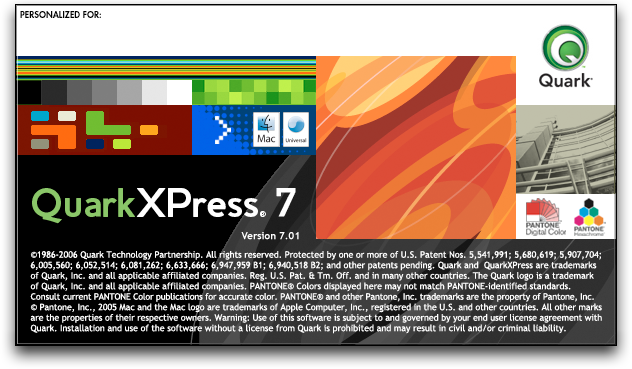 PERSONALIZED FOR:
Quark
Mac
Universal
QuarkXPress® 7
PANTONE®
Digital Color
PANTONE
Hexachrome®
Version 7.01
©1986-2006 Quark Technology Partnership. All rights reserved. Protected by one or more of U.S. Patent Nos. 5,541,991; 5,680,619; 5,907,704;
6,005,560; 6,052,514; 6,081,262; 6,633,666; 6,947,959 B1; 6,940,518 B2; and other patents pending. Quark and QuarkXPress are trademarks
of Quark, Inc. and all applicable affiliated companies. Reg. U.S. Pat. & Tm. Off. and in many other countries. The Quark logo is a trademark
of Quark, Inc. and all applicable affiliated companies. PANTONE® Colors displayed here may not match PANTONE-identified standards.
Consult current PANTONE Color publications for accurate color. PANTONE® and other Pantone, Inc. trademarks are the property of Pantone, Inc.
© Pantone, Inc., 2005 Mac and the Mac logo are trademarks of Apple Computer, Inc., registered in the U.S. and other countries. All other marks
are the properties of their respective owners. Warning: Use of this software is subject to and governed by your end user license agreement with
Quark. Installation and use of the software without a license from Quark is prohibited and may result in civil and/or criminal liability.